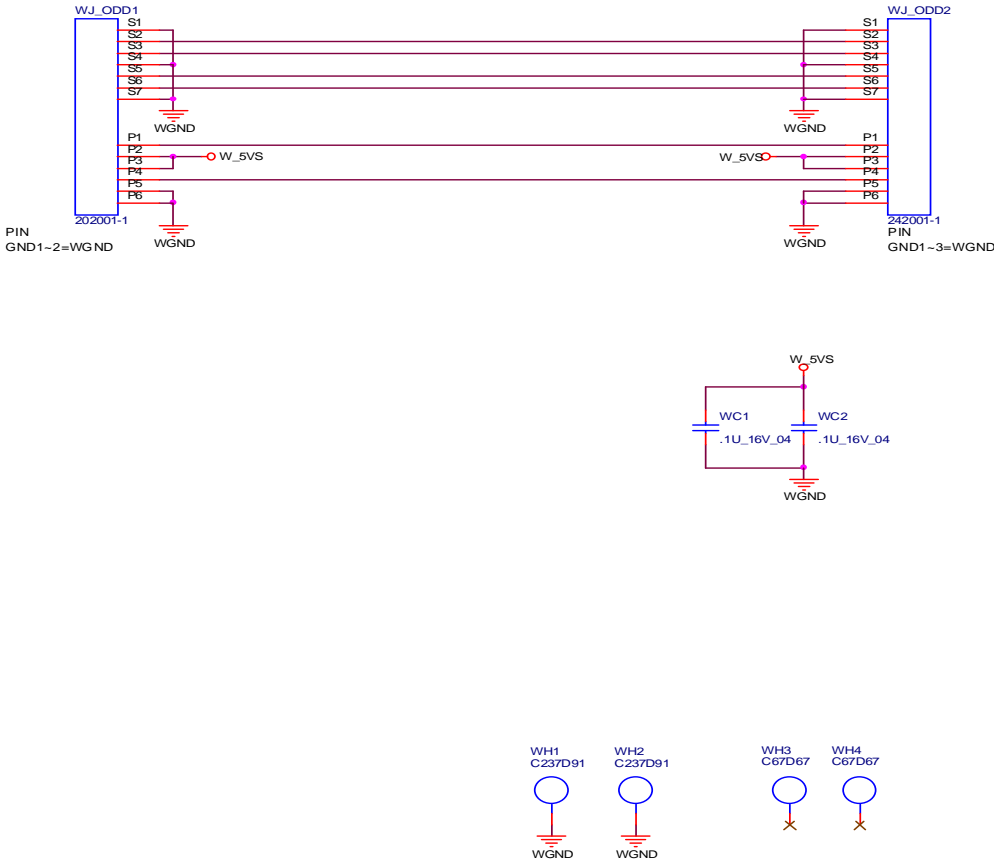 WJ_ODD1
S1
S2
S3
S4
S5
S6
S7
WGND
P1
P2
P3
P4
P5
P6
W_5VS
WGND
202001-1
PIN
GND1~2=WGND
WJ_ODD2
S1
S2
S3
S4
S5
S6
S7
WGND
P1
P2
P3
P4
P5
P6
W_5VS
WGND
242001-1
PIN
GND1~3=WGND
W_5VS
WC1
.1U_16V_04
WC2
.1U_16V_04
WGND
WH1
C237D91
WGND
WH2
C237D91
WGND
WH3
C67D67
WH4
C67D67